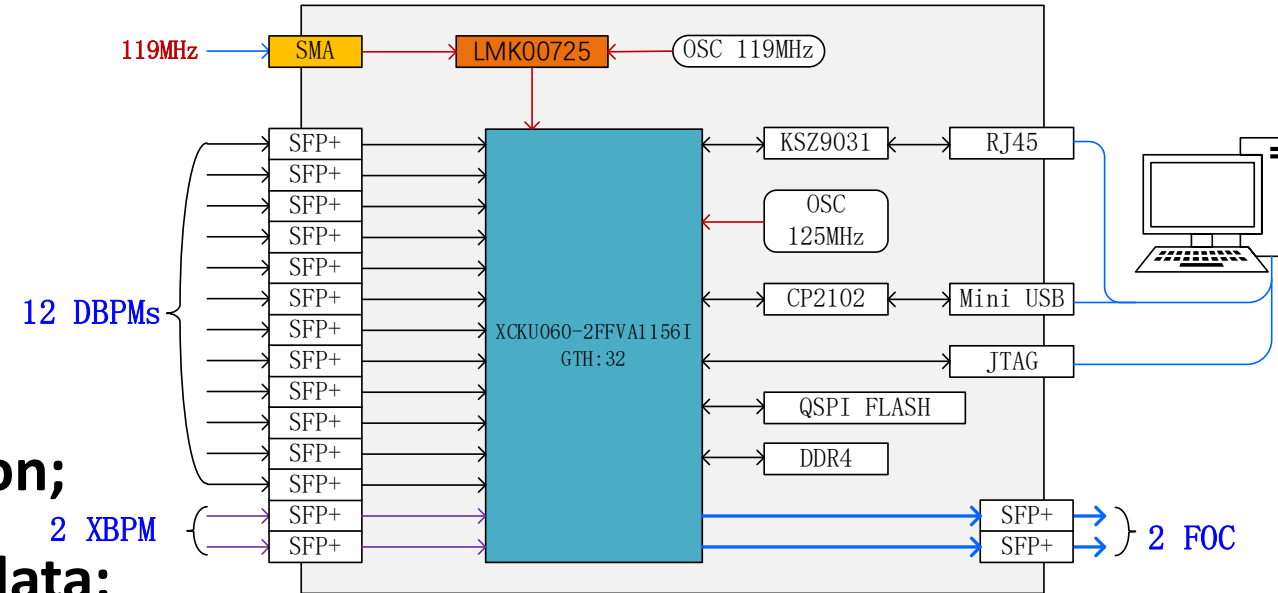 119MHz
SMA
LMK00725
OSC 119MHz
SFP+
SFP+
SFP+
SFP+
SFP+
SFP+
SFP+
SFP+
SFP+
SFP+
SFP+
SFP+
SFP+
SFP+
12 DBPMs
2 XBPM
on;
data;
XCKU060-2FFVA1156I
GTH:32
KSZ9031
RJ45
OSC
125MHz
CP2102
Mini USB
JTAG
QSPI FLASH
DDR4
SFP+
SFP+
2 FOC